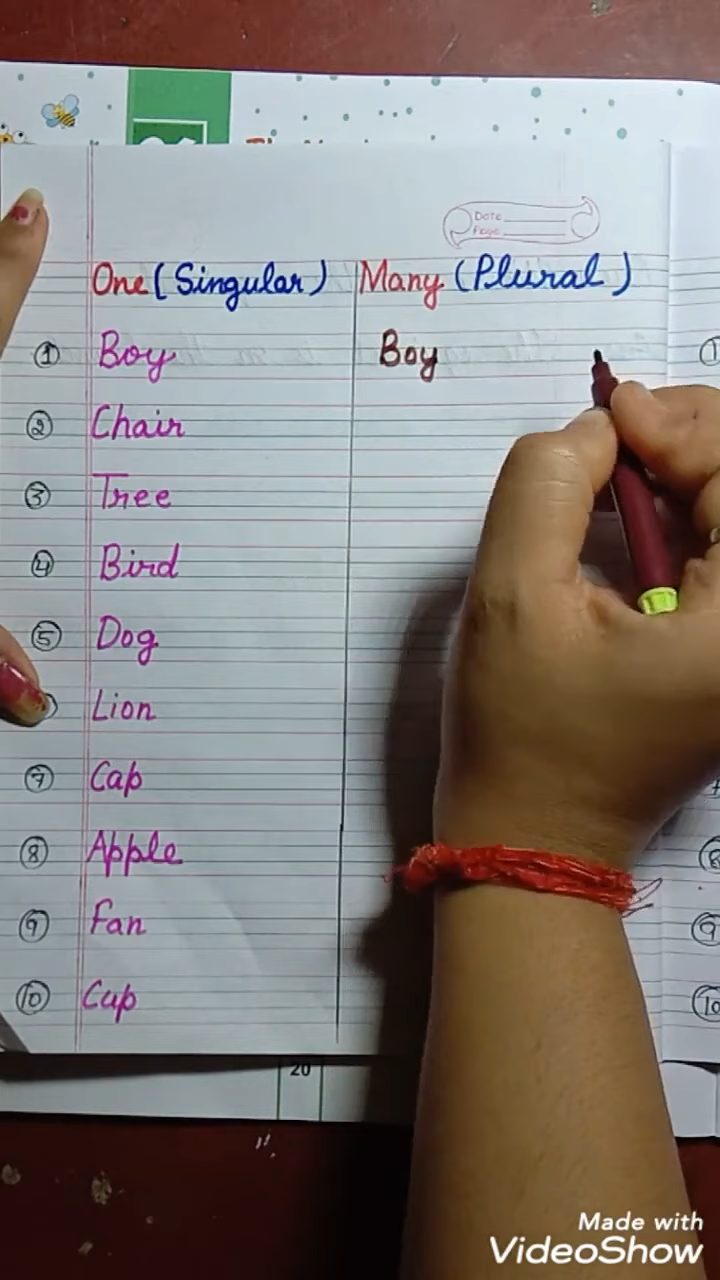 Date
Page
One (Singular) Many (Plural)
1 Boy Boy
2 Chair
3 Tree
4 Bird
5 Dog
Lion
7 Cap
8 Apple
9 Fan
10 Cup
20
Made with
VideoShow